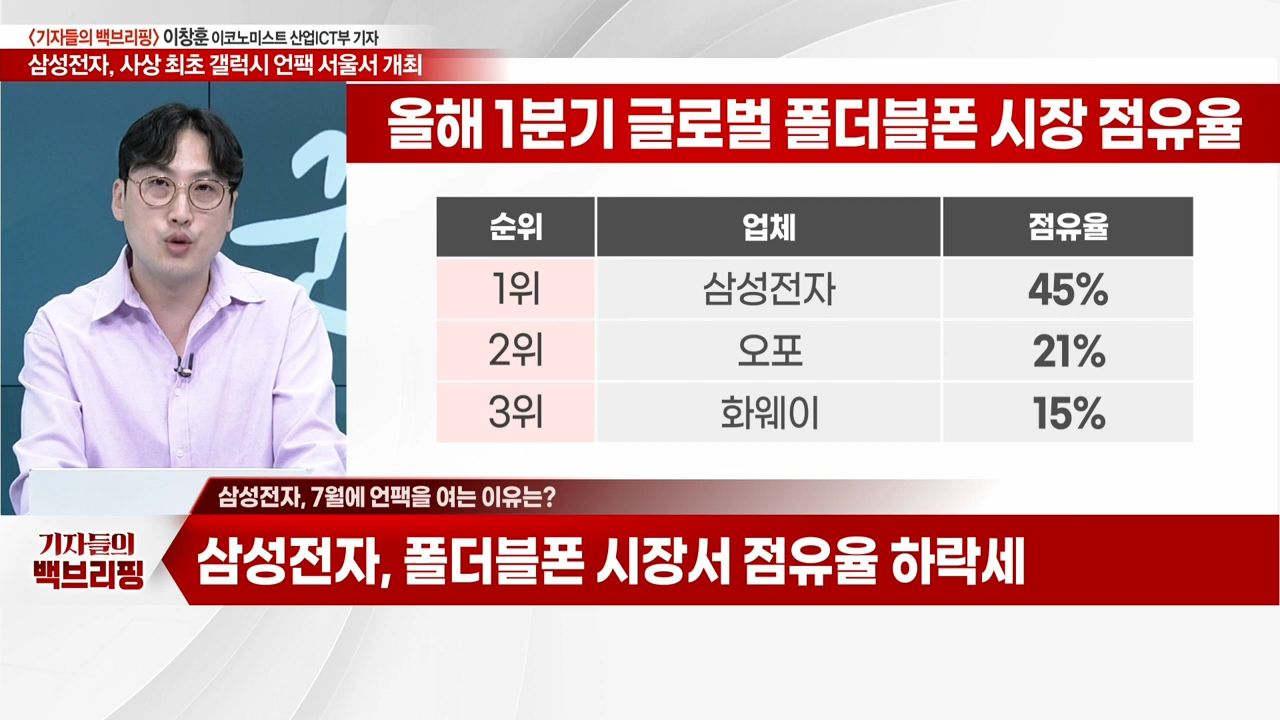 〈기자들의 백브리핑〉 이창훈 이코노미스트 산업ICT부 기자
삼성전자, 사상 최초 갤럭시 언팩 서울서 개최
올해 1분기 글로벌 폴더블폰 시장 점유율
순위 업체 점유율
1위 삼성전자 45%
2위 오포 21%
3위 화웨이 15%
삼성전자, 7월에 언팩을 여는 이유는?
기자들의
백브리핑
삼성전자, 폴더블폰 시장서 점유율 하락세